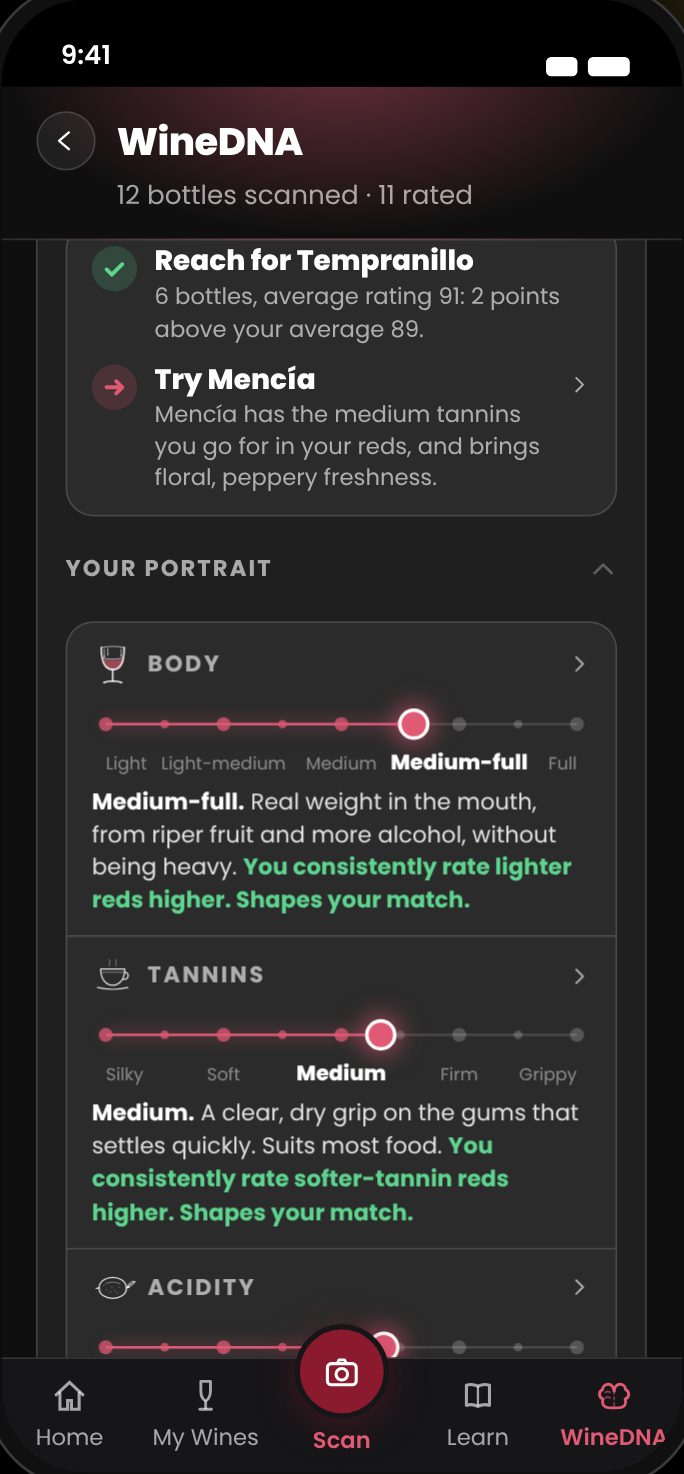 9:41
WineDNA
12 bottles scanned · 11 rated
Reach for Tempranillo
6 bottles, average rating 91: 2 points
above your average 89.
Try Mencía
Mencía has the medium tannins
you go for in your reds, and brings
floral, peppery freshness.
YOUR PORTRAIT
BODY
Light Light-medium Medium Medium-full Full
Medium-full. Real weight in the mouth,
from riper fruit and more alcohol, without
being heavy. You consistently rate lighter
reds higher. Shapes your match.
TANNINS
Silky Soft Medium Firm Grippy
Medium. A clear, dry grip on the gums that
settles quickly. Suits most food. You
consistently rate softer-tannin reds
higher. Shapes your match.
ACIDITY
Home My Wines Scan Learn WineDNA